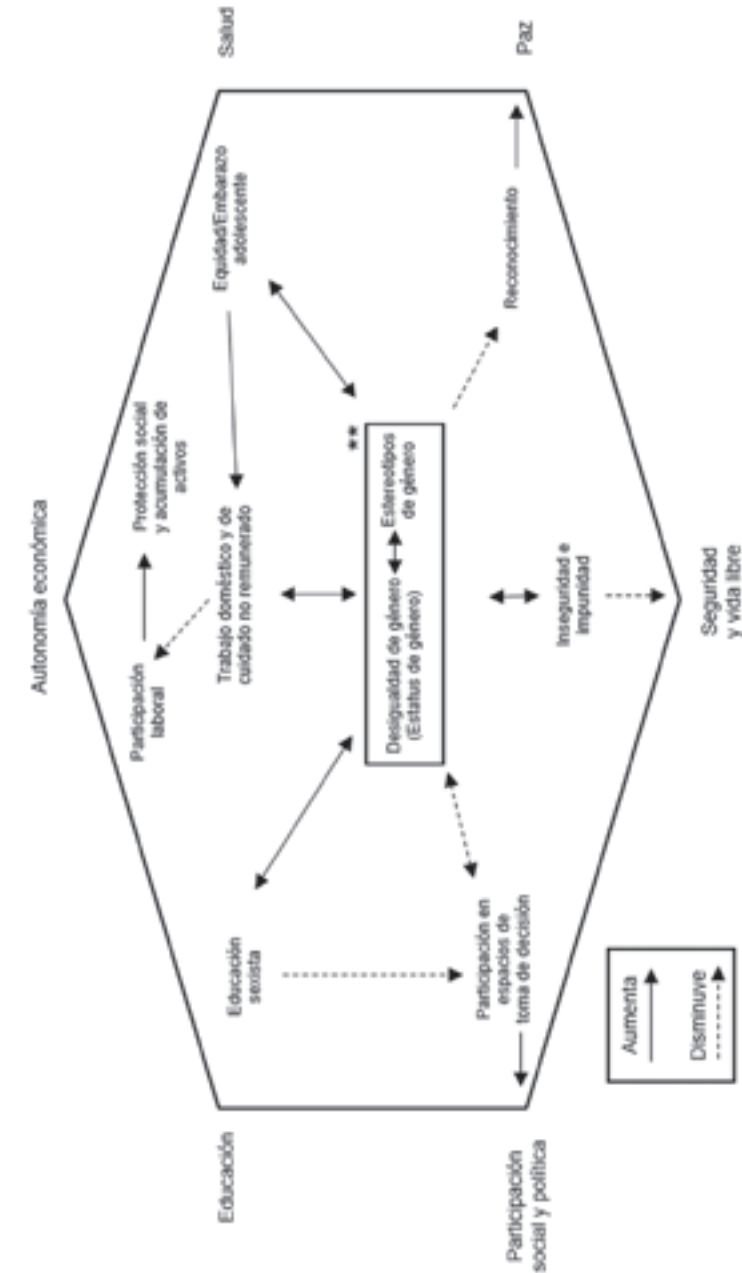 Autonomía económica
Educación
Salud
Participación
laboral
Protección social
y acumulación de
activos
Educación
sexista
Trabajo doméstico y de
cuidado no remunerado
Equidad/Embarazo
adolescente
**
Desigualdad de género
(Estatus de género)
Estereotipos
de género
Participación en
espacios de
toma de decisión
Inseguridad e
impunidad
Reconocimiento
Participación
social y política
Paz
Seguridad
y vida libre
Aumenta
Disminuve